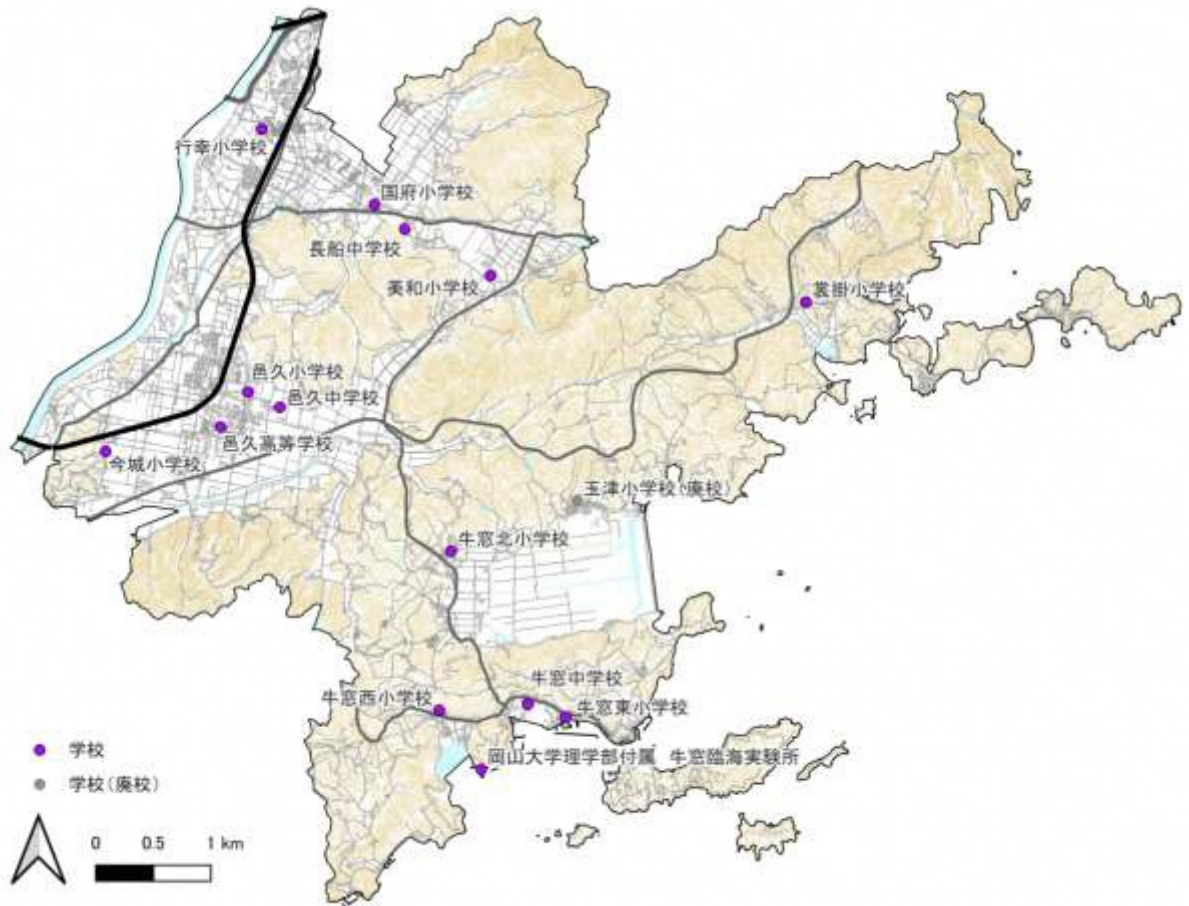 行幸小学校
国府小学校
長船中学校
美和小学校
裳掛小学校
邑久小学校
邑久中学校
邑久高等学校
今城小学校
玉津小学校(廃校)
牛窓北小学校
牛窓中学校
牛窓西小学校
牛窓東小学校
岡山大学理学部付属 牛窓臨海実験所
学校
学校(廃校)
0 0.5 1 km